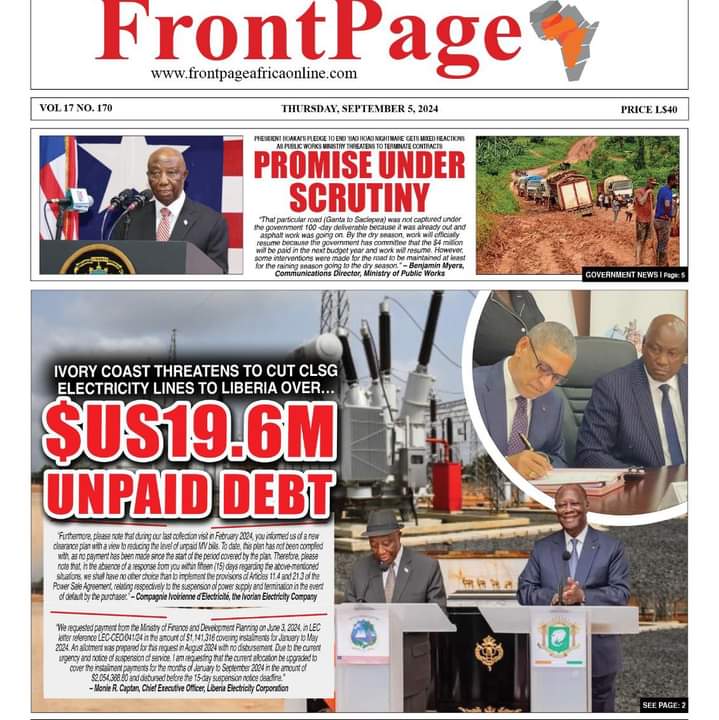 FrontPage
www.frontpageafricaonline.com
VOL 17 NO. 170
THURSDAY, SEPTEMBER 5, 2024
PRICE L$40
PRESIDENT BOAKAI'S PLEDGE TO END 'BAD ROAD NIGHTMARE' GETS MIXED REACTIONS
AS PUBLIC WORKS MINISTRY THREATENS TO TERMINATE CONTRACTS
PROMISE UNDER
SCRUTINY
"That particular road (Ganta to Saclepea) was not captured under
the government 100 -day deliverable because it was already out and
asphalt work was going on. By the dry season, work will officially
resume because the government has committee that the $4 million
will be paid in the next budget year and work will resume. However,
some interventions were made for the road to be maintained at least
for the raining season going to the dry season." – Benjamin Myers,
Communications Director, Ministry of Public Works
GOVERNMENT NEWS I Page: 5
IVORY COAST THREATENS TO CUT CLSG
ELECTRICITY LINES TO LIBERIA OVER...
$US19.6M
UNPAID DEBT
"Furthermore, please note that during our last collection visit in February 2024, you informed us of a new
clearance plan with a view to reducing the level of unpaid MV bills. To date, this plan has not been complied
with, as no payment has been made since the start of the period covered by the plan. Therefore, please
note that, in the absence of a response from you within fifteen (15) days regarding the above-mentioned
situations, we shall have no other choice than to implement the provisions of Articles 11.4 and 21.3 of the
Power Sale Agreement, relating respectively to the suspension of power supply and termination in the event
of default by the purchaser." – Compagnie Ivoirienne d'Electricité, the Ivorian Electricity Company
"We requested payment from the Ministry of Finance and Development Planning on June 3, 2024, in LEC
letter reference LEC-CEO/041/24 in the amount of $1,141,316 covering installments for January to May
2024. An allotment was prepared for this request in August 2024 with no disbursement. Due to the current
urgency and notice of suspension of service, I am requesting that the current allocation be upgraded to
cover the installment payments for the months of January to September 2024 in the amount of
$2,054,368.80 and disbursed before the 15-day suspension notice deadline."
– Monie R. Captan, Chief Executive Officer, Liberia Electricity Corporation
SEE PAGE: 2